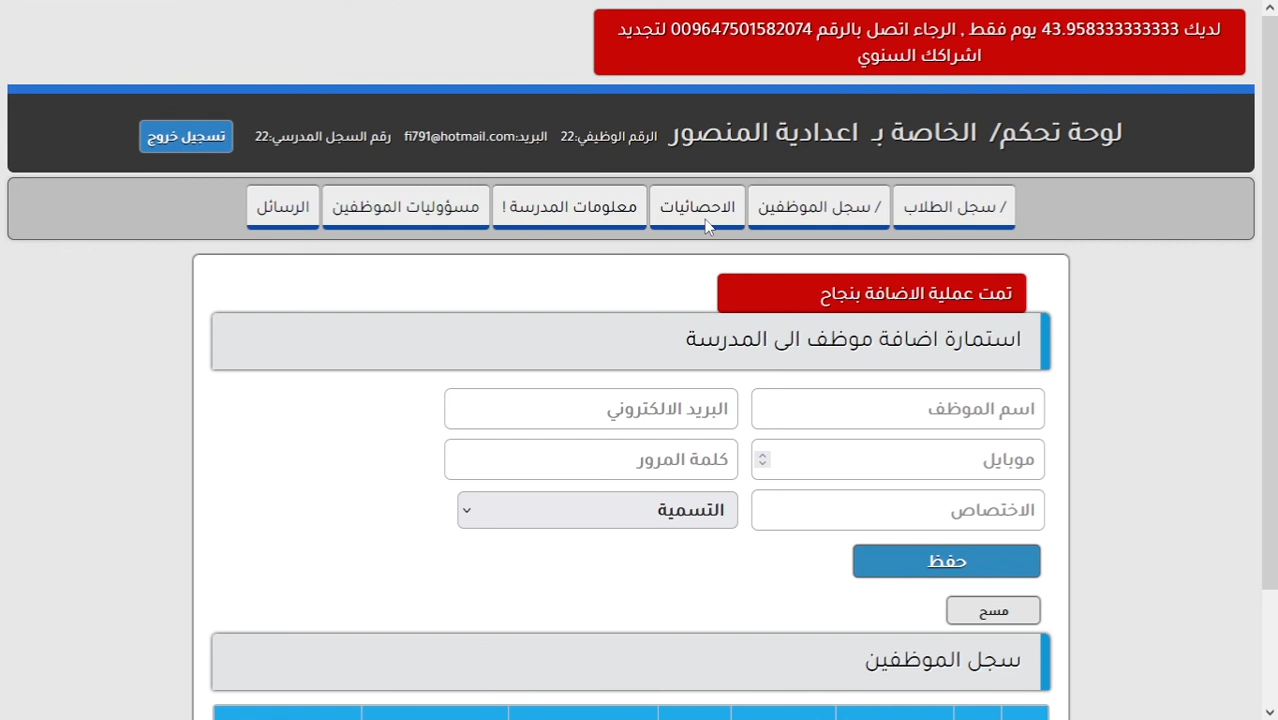 لديك 43.958333333333 يوم فقط , الرجاء اتصل بالرقم 009647501582074 لتجديد
اشراكك السنوي
لوحة تحكم/ الخاصة بـ اعدادية المنصور
الرقم الوظيفي:22
البريد:fi791@hotmail.com
رقم السجل المدرسي:22
تسجيل خروج
/ سجل الطلاب
/ سجل الموظفين
الاحصائيات
معلومات المدرسة !
مسؤوليات الموظفين
الرسائل
تمت عملية الاضافة بنجاح
استمارة اضافة موظف الى المدرسة
اسم الموظف
البريد الالكتروني
موبايل
كلمة المرور
الاختصاص
التسمية
حفظ
مسح
سجل الموظفين